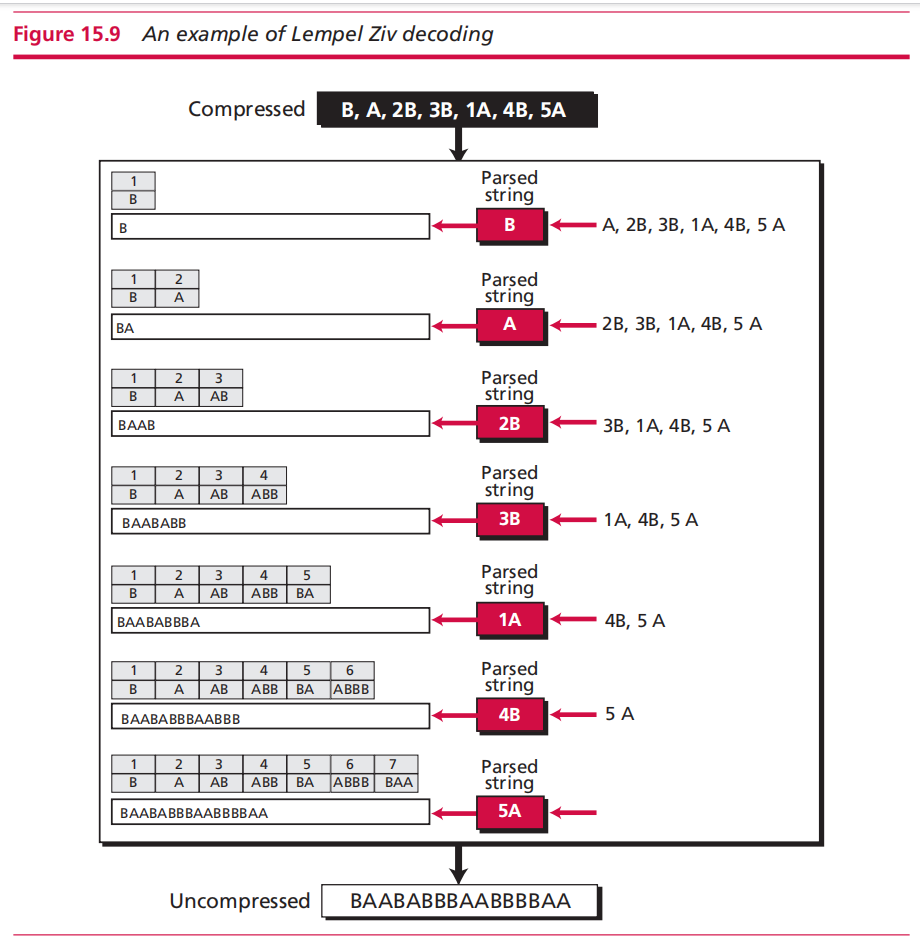 Figure 15.9 An example of Lempel Ziv decoding
Compressed B, A, 2B, 3B, 1A, 4B, 5A
1
B
Parsed
string
B
B
A, 2B, 3B, 1A, 4B, 5 A
1 2
B A
Parsed
string
BA
A
2B, 3B, 1A, 4B, 5 A
1 2 3
B A AB
Parsed
string
BAAB
2B
3B, 1A, 4B, 5 A
1 2 3 4
B A AB ABB
Parsed
string
BAABABB
3B
1A, 4B, 5 A
1 2 3 4 5
B A AB ABB BA
Parsed
string
BAABABBBA
1A
4B, 5 A
1 2 3 4 5 6
B A AB ABB BA ABBB
Parsed
string
BAABABBBAABBB
4B
5 A
1 2 3 4 5 6 7
B A AB ABB BA ABBB BAA
Parsed
string
BAABABBBAABBBBAA
5A
Uncompressed BAABABBBAABBBBAA